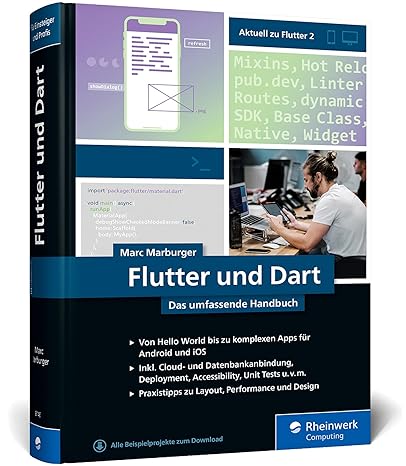 Für Einsteiger
und Profis
Flutter und Dart
Marc
Marburger
refresh
showDialog()
.png
Aktuell zu Flutter 2
Mixins, Hot Relo
pub.dev, Linter
Routes, dynamic
SDK, Base Class,
Native, Widget
>_
import 'package:flutter/material.dart'
void main() async{
runApp(
MaterialApp(
debugShowCheckedModeBanner: false
home: Scaffold(
body: MyApp()
Marc Marburger
Flutter und Dart
Das umfassende Handbuch
Von Hello World bis zu komplexen Apps für
Android und iOS
Inkl. Cloud- und Datenbankanbindung,
Deployment, Accessibility, Unit Tests u.v.m.
Praxistipps zu Layout, Performance und Design
Alle Beispielprojekte zum Download
Rheinwerk
Computing